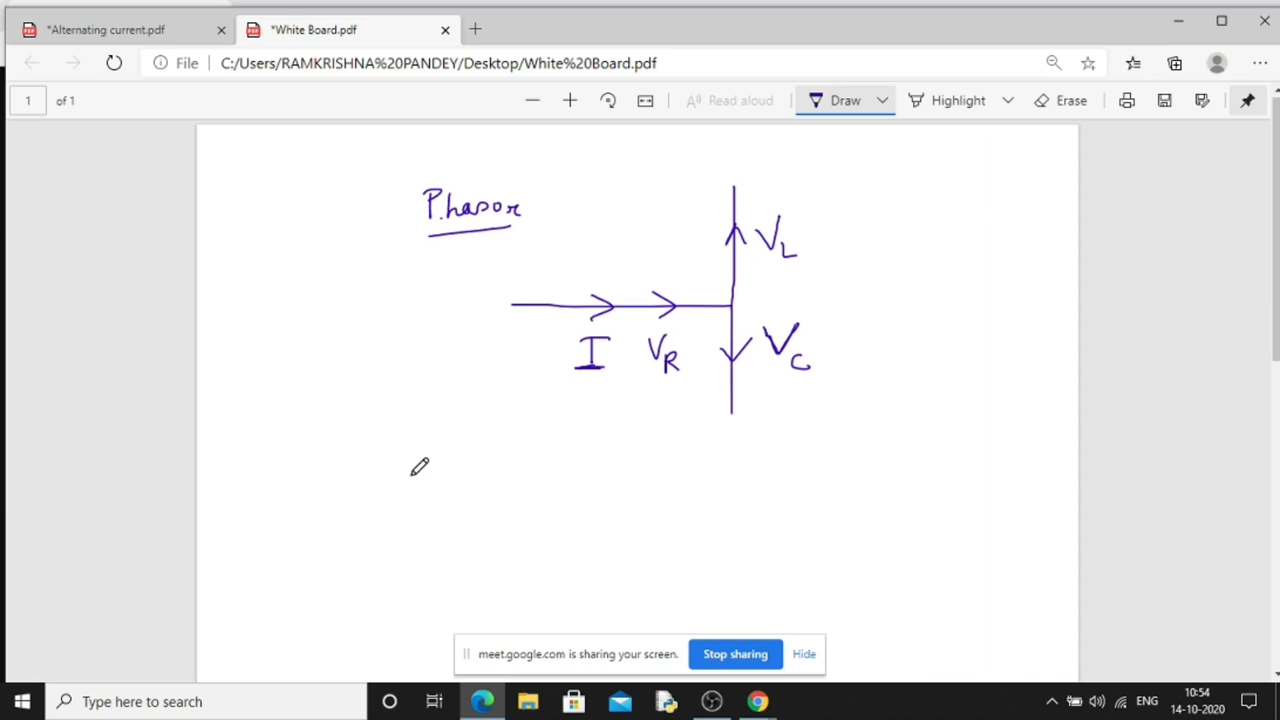 *Alternating current.pdf
*White Board.pdf
File
C:/Users/RAMKRISHNA%20PANDEY/Desktop/White%20Board.pdf
1
of 1
Read aloud
Draw
Highlight
Erase
Phasor
VL
I
VR
VC
meet.google.com is sharing your screen.
Stop sharing
Hide
Type here to search
ENG
10:54
14-10-2020